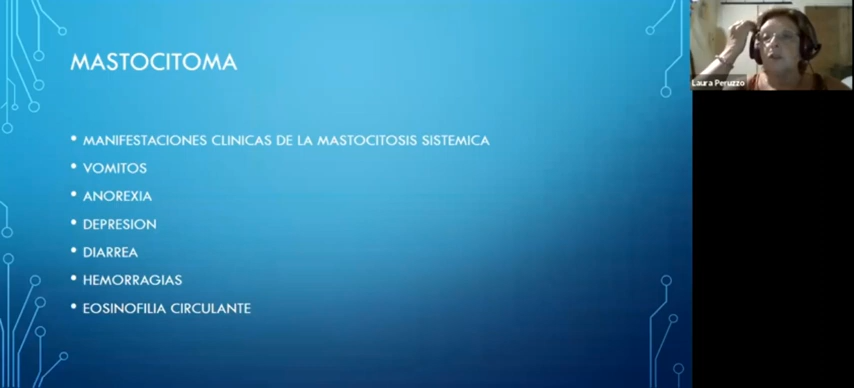 MASTOCITOMA
• MANIFESTACIONES CLINICAS DE LA MASTOCITOSIS SISTEMICA
• VOMITOS
• ANOREXIA
• DEPRESION
• DIARREA
• HEMORRAGIAS
• EOSINOFILIA CIRCULANTE
Laura Peruzzo